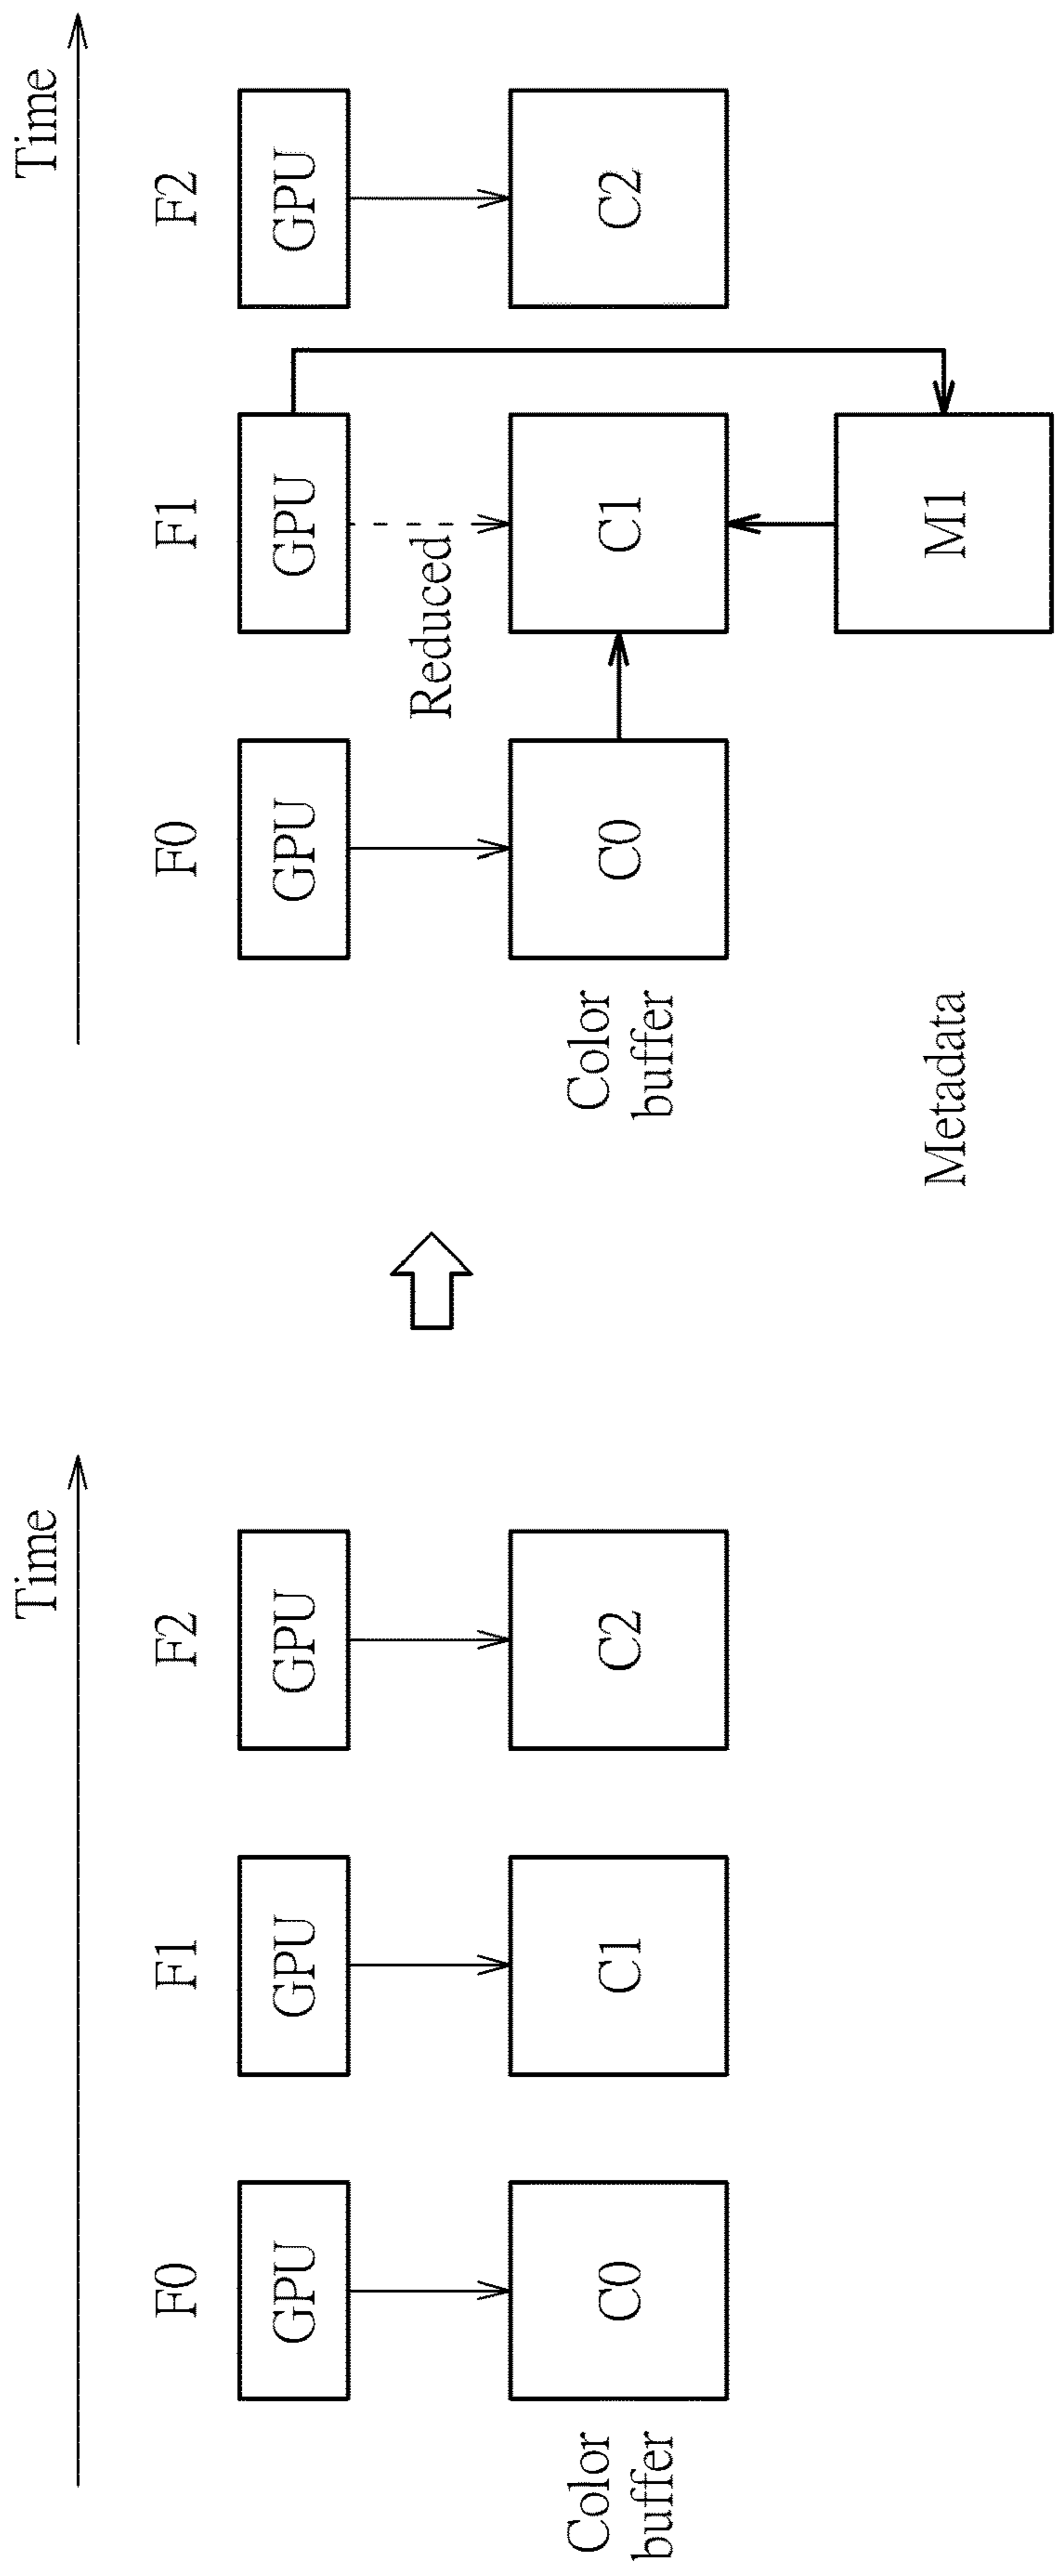 Time
F0
F1
F2
GPU
GPU
GPU
Color
buffer
C0
C1
C2
Time
F0
F1
F2
GPU
GPU
GPU
Reduced
Color
buffer
C0
C1
C2
Metadata
M1